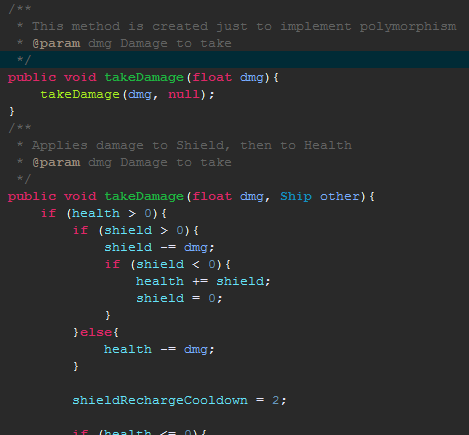 /**
 * This method is created just to implement polymorphism
 * @param dmg Damage to take
 */
public void takeDamage(float dmg){
    takeDamage(dmg, null);
}
/**
 * Applies damage to Shield, then to Health
 * @param dmg Damage to take
 */
public void takeDamage(float dmg, Ship other){
    if (health > 0){
        if (shield > 0){
            shield -= dmg;
            if (shield < 0){
                health += shield;
                shield = 0;
            }
        }else{
            health -= dmg;
        }

        shieldRechargeCooldown = 2;

        if (health <= 0){